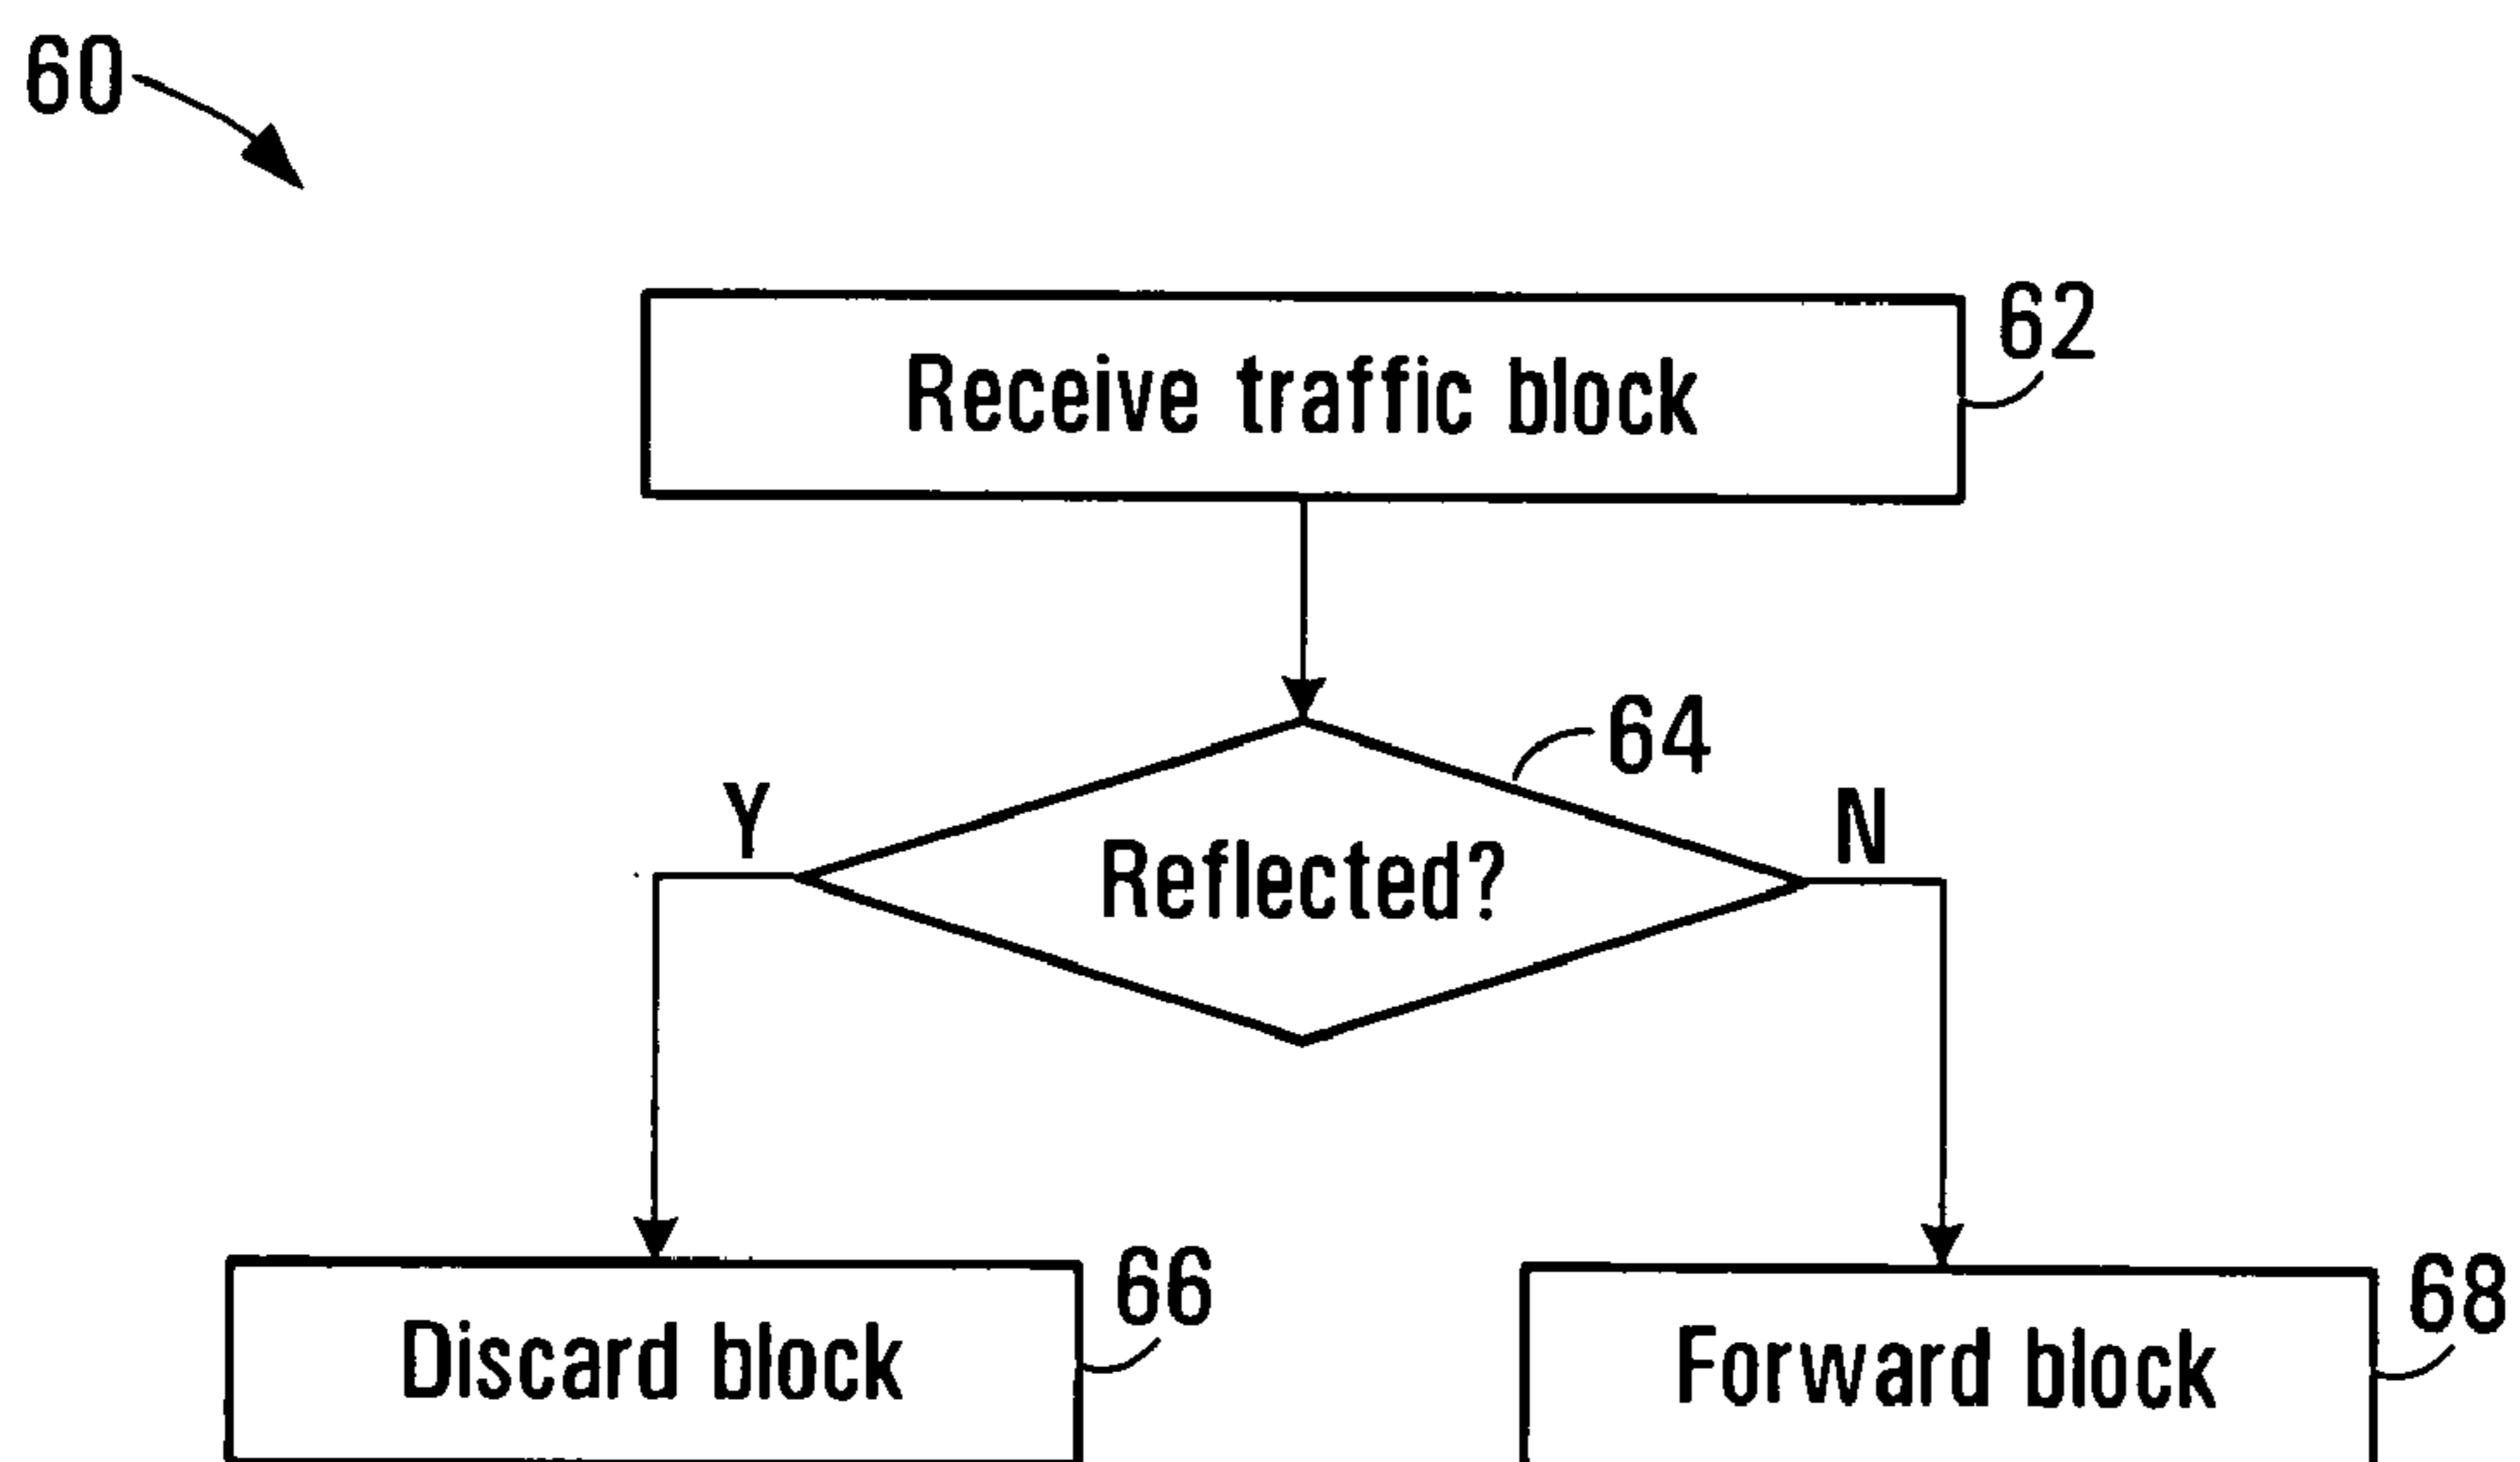 60
62
Receive traffic block
64
Y
N
Reflected?
66
68
Discard block
Forward block